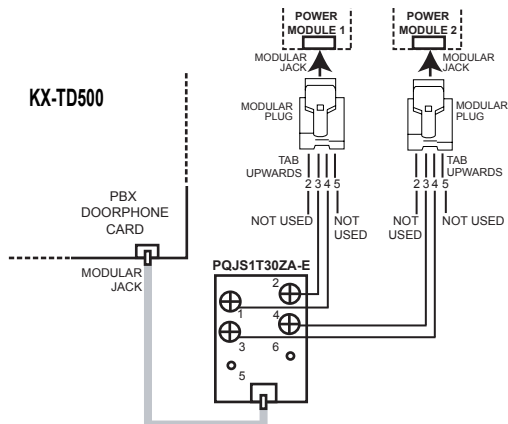 POWER
MODULE 1
POWER
MODULE 2
MODULAR
JACK
MODULAR
JACK
KX-TD500
MODULAR
PLUG
MODULAR
PLUG
TAB
UPWARDS
2 3 4 5
TAB
UPWARDS
2 3 4 5
NOT USED
NOT
USED
NOT
USED
NOT USED
PBX
DOORPHONE
CARD
MODULAR
JACK
PQJS1T30ZA-E
2
1
4
3
6
5